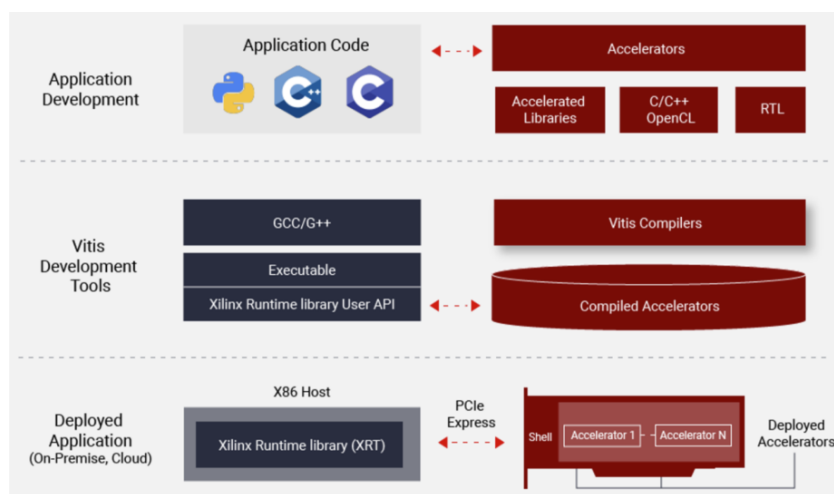 Application
Development
Application Code
C++
C
Accelerators
Accelerated
Libraries
C/C++
OpenCL
RTL
Vitis
Development
Tools
GCC/G++
Executable
Xilinx Runtime library User API
Vitis Compilers
Compiled Accelerators
Deployed
Application
(On-Premise, Cloud)
X86 Host
Xilinx Runtime library (XRT)
PCIe
Express
Shell
Accelerator 1
Accelerator N
Deployed
Accelerators